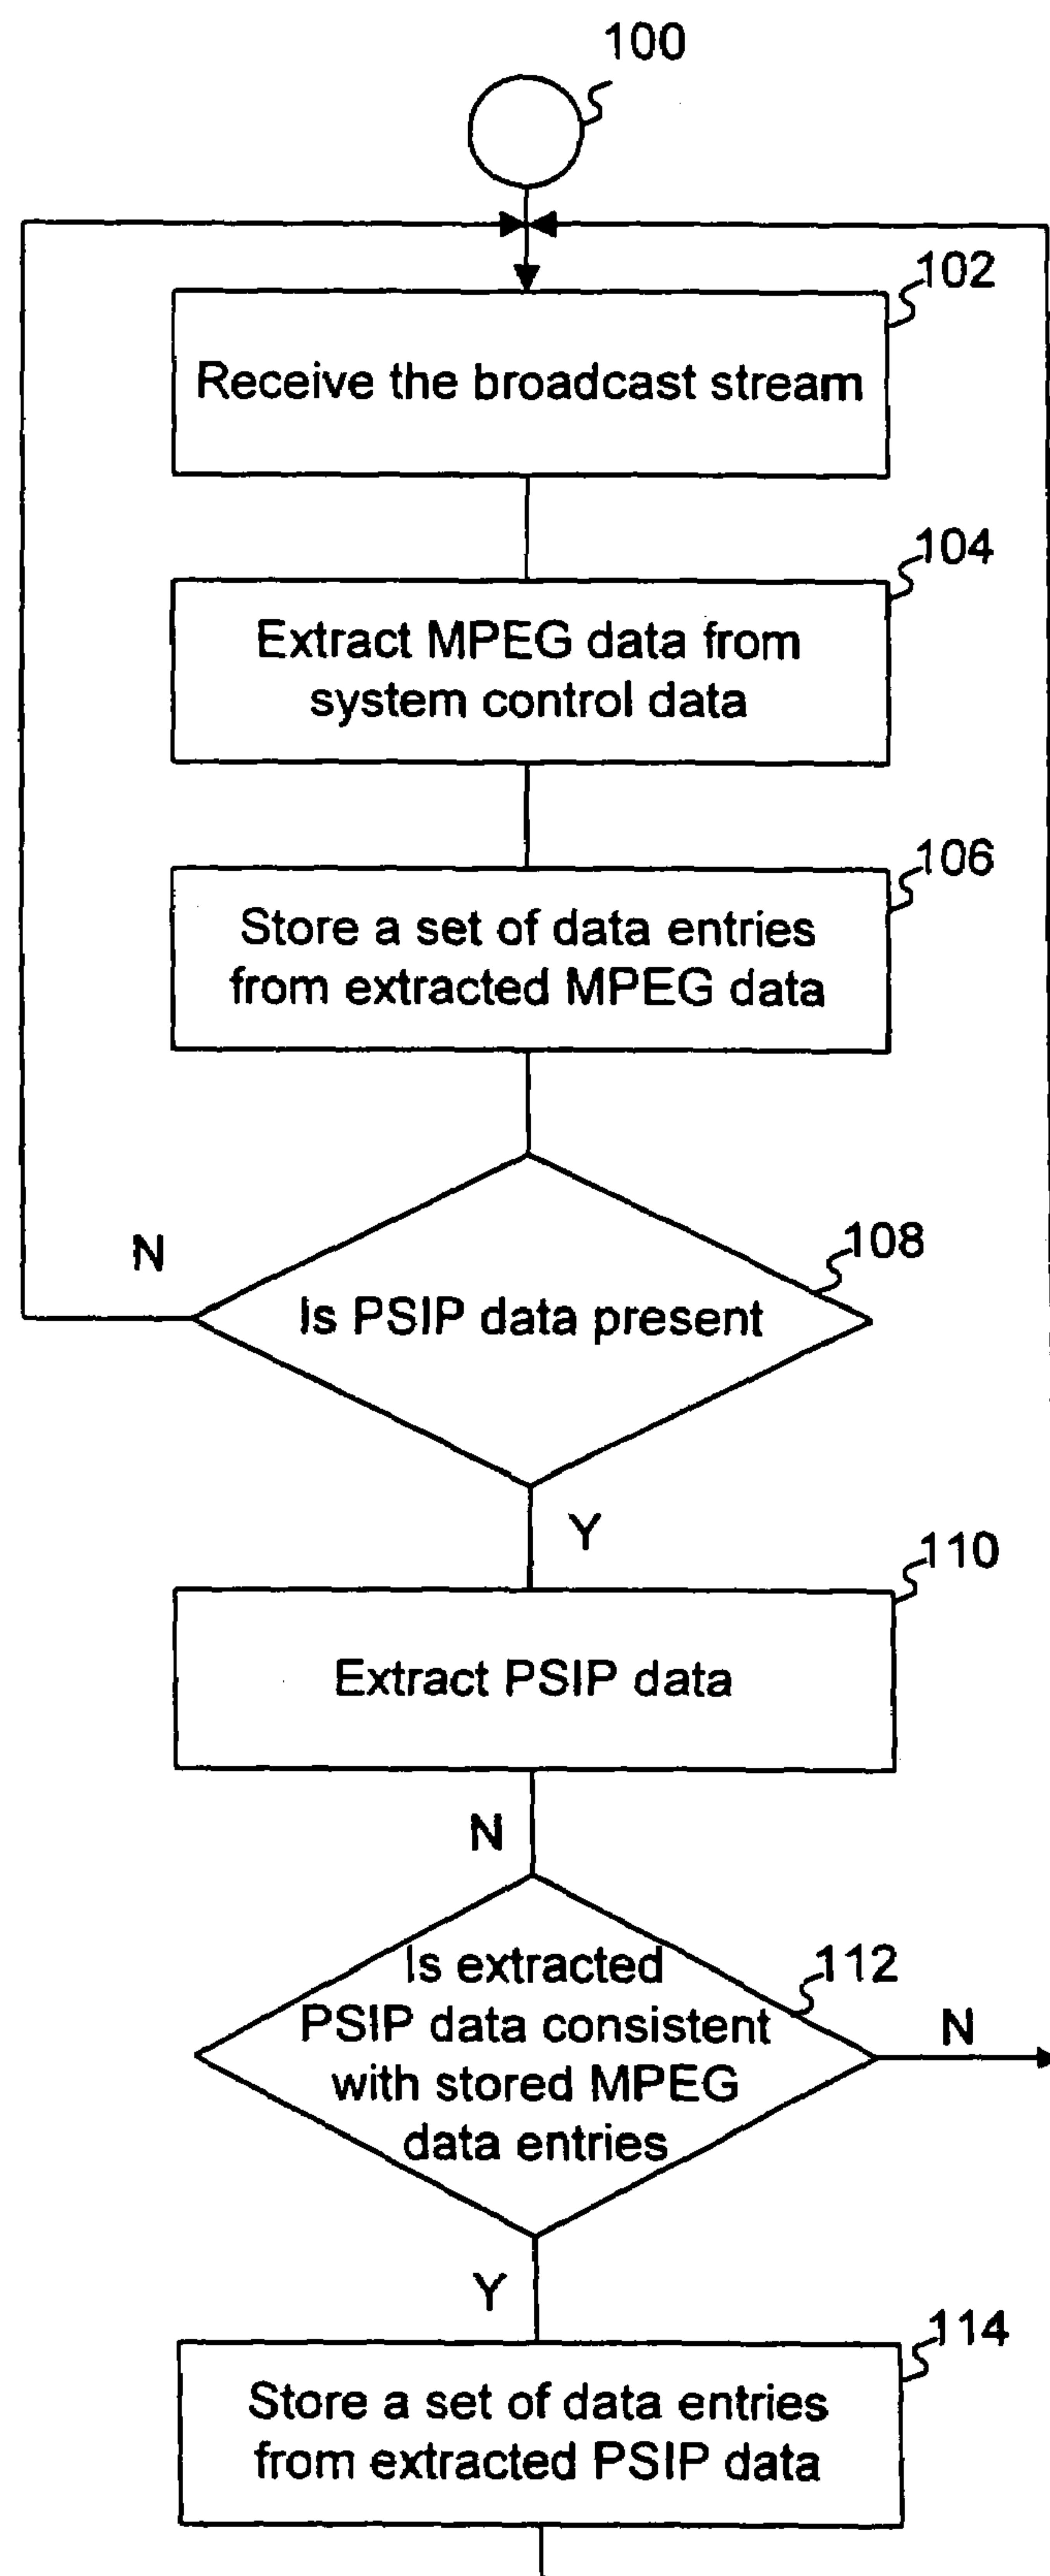 100
102
Receive the broadcast stream
104
Extract MPEG data from
system control data
106
Store a set of data entries
from extracted MPEG data
N
108
Is PSIP data present
Y
110
Extract PSIP data
N
Is extracted
112
PSIP data consistent
N
with stored MPEG
data entries
Y
114
Store a set of data entries
from extracted PSIP data